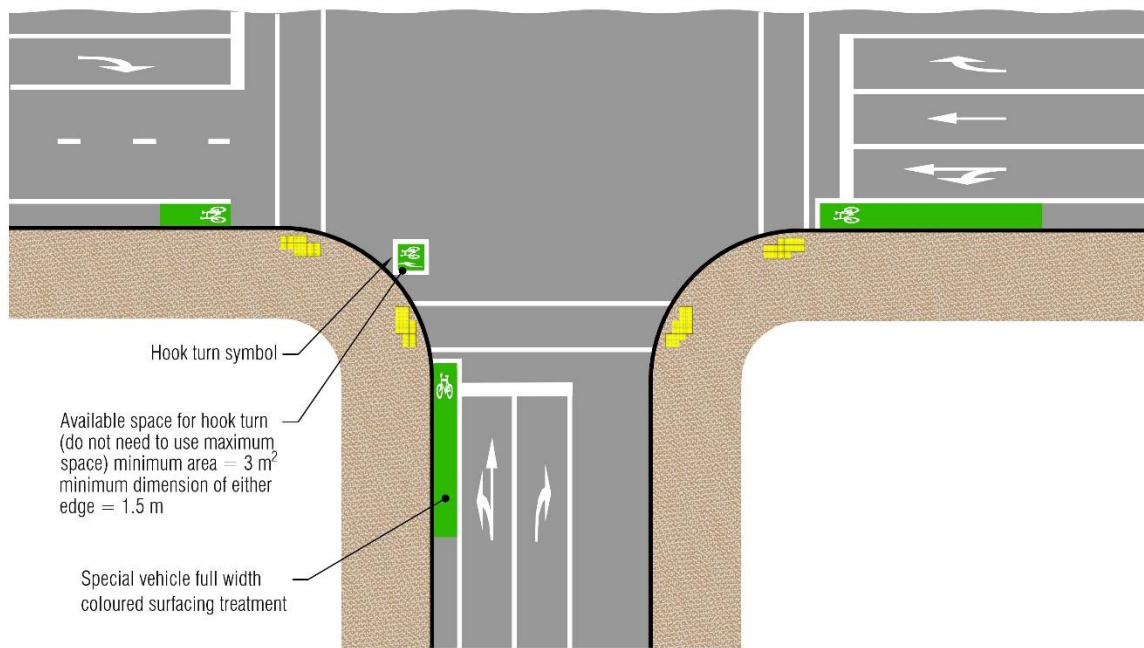 Hook turn symbol
Available space for hook turn
(do not need to use maximum
space) minimum area = 3 m²
minimum dimension of either
edge = 1.5 m
Special vehicle full width
coloured surfacing treatment